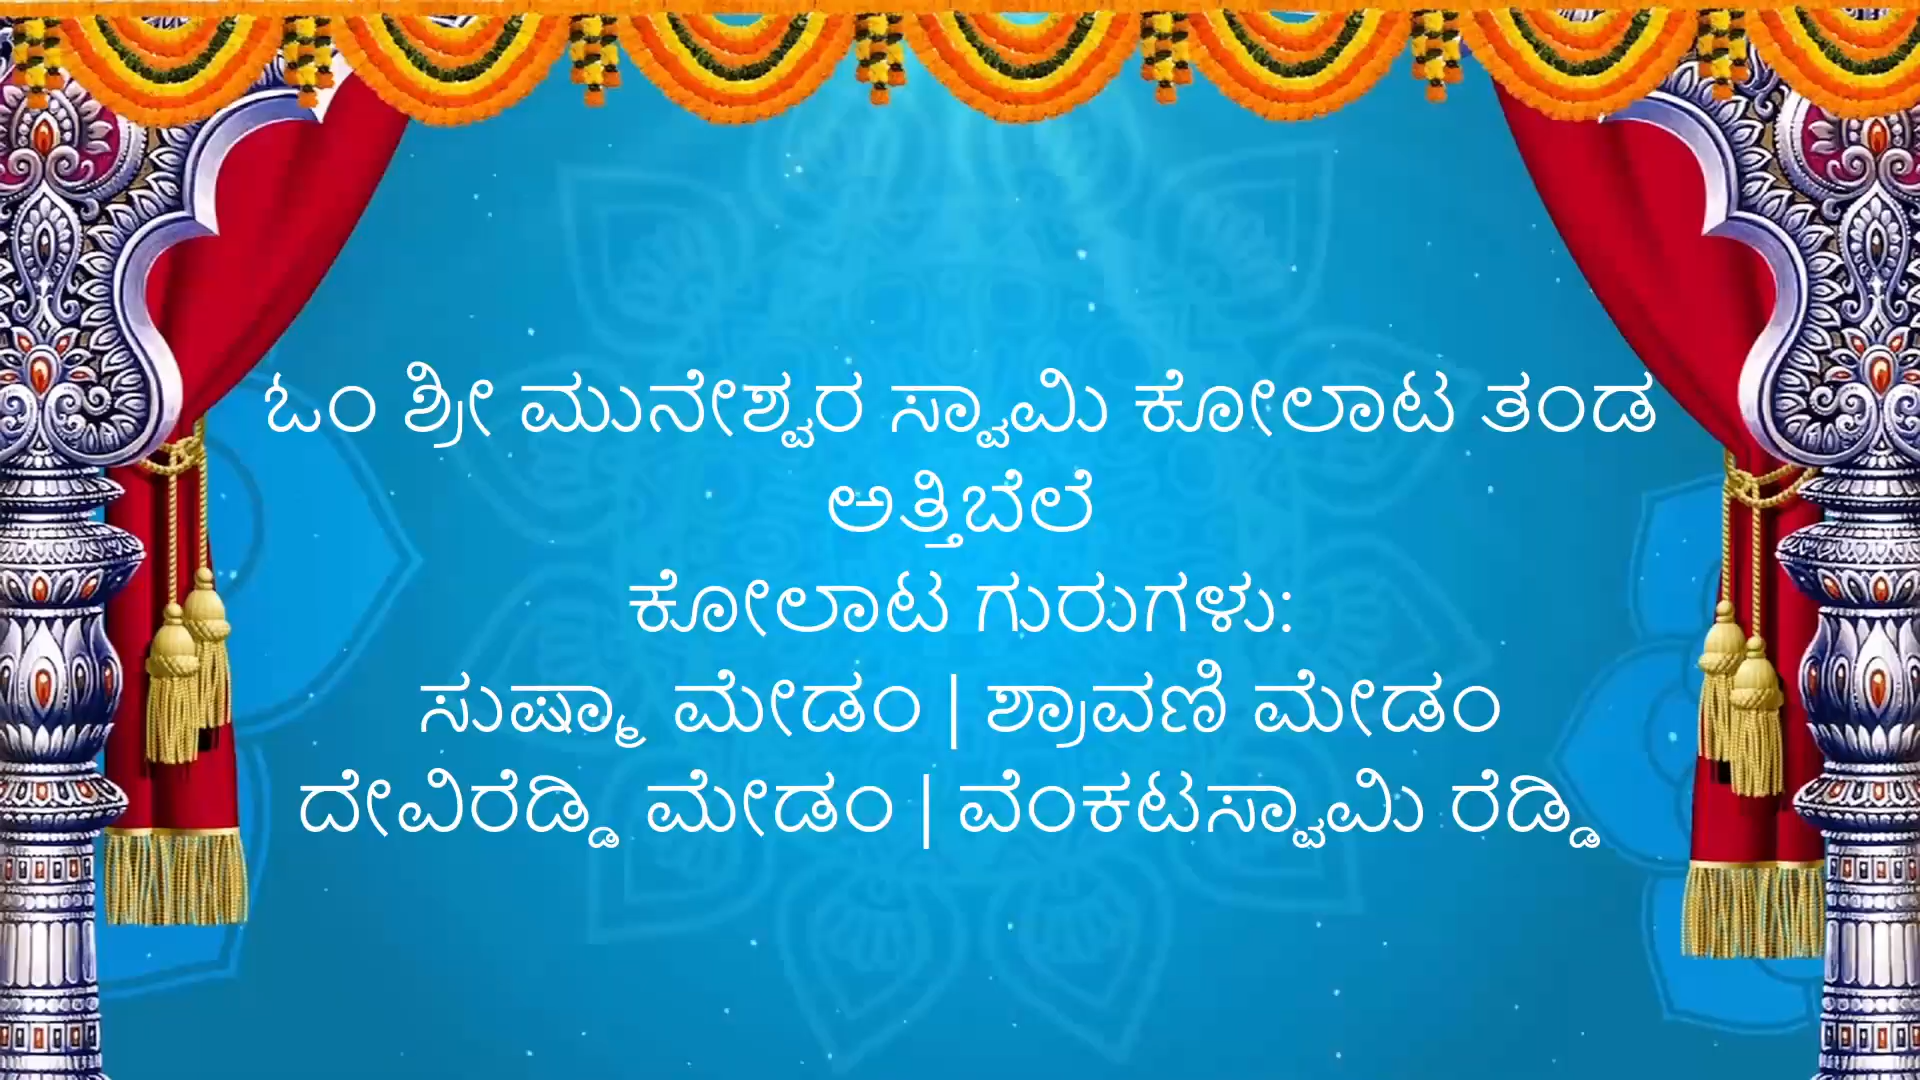 ಓಂ ಶ್ರೀ ಮುನೇಶ್ವರ ಸ್ವಾಮಿ ಕೋಲಾಟ ತಂಡ
ಅತ್ತಿಬೆಲೆ
ಕೋಲಾಟ ಗುರುಗಳು:
ಸುಷ್ಮಾ ಮೇಡಂ | ಶ್ರಾವಣಿ ಮೇಡಂ
ದೇವಿರೆಡ್ಡಿ ಮೇಡಂ | ವೆಂಕಟಸ್ವಾಮಿ ರೆಡ್ಡಿ